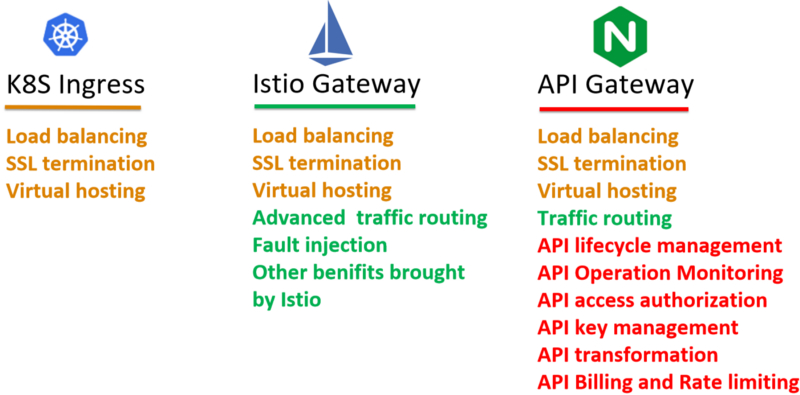 K8S Ingress
Load balancing
SSL termination
Virtual hosting
Istio Gateway
Load balancing
SSL termination
Virtual hosting
Advanced traffic routing
Fault injection
Other benifits brought
by Istio
N
API Gateway
Load balancing
SSL termination
Virtual hosting
Traffic routing
API lifecycle management
API Operation Monitoring
API access authorization
API key management
API transformation
API Billing and Rate limiting